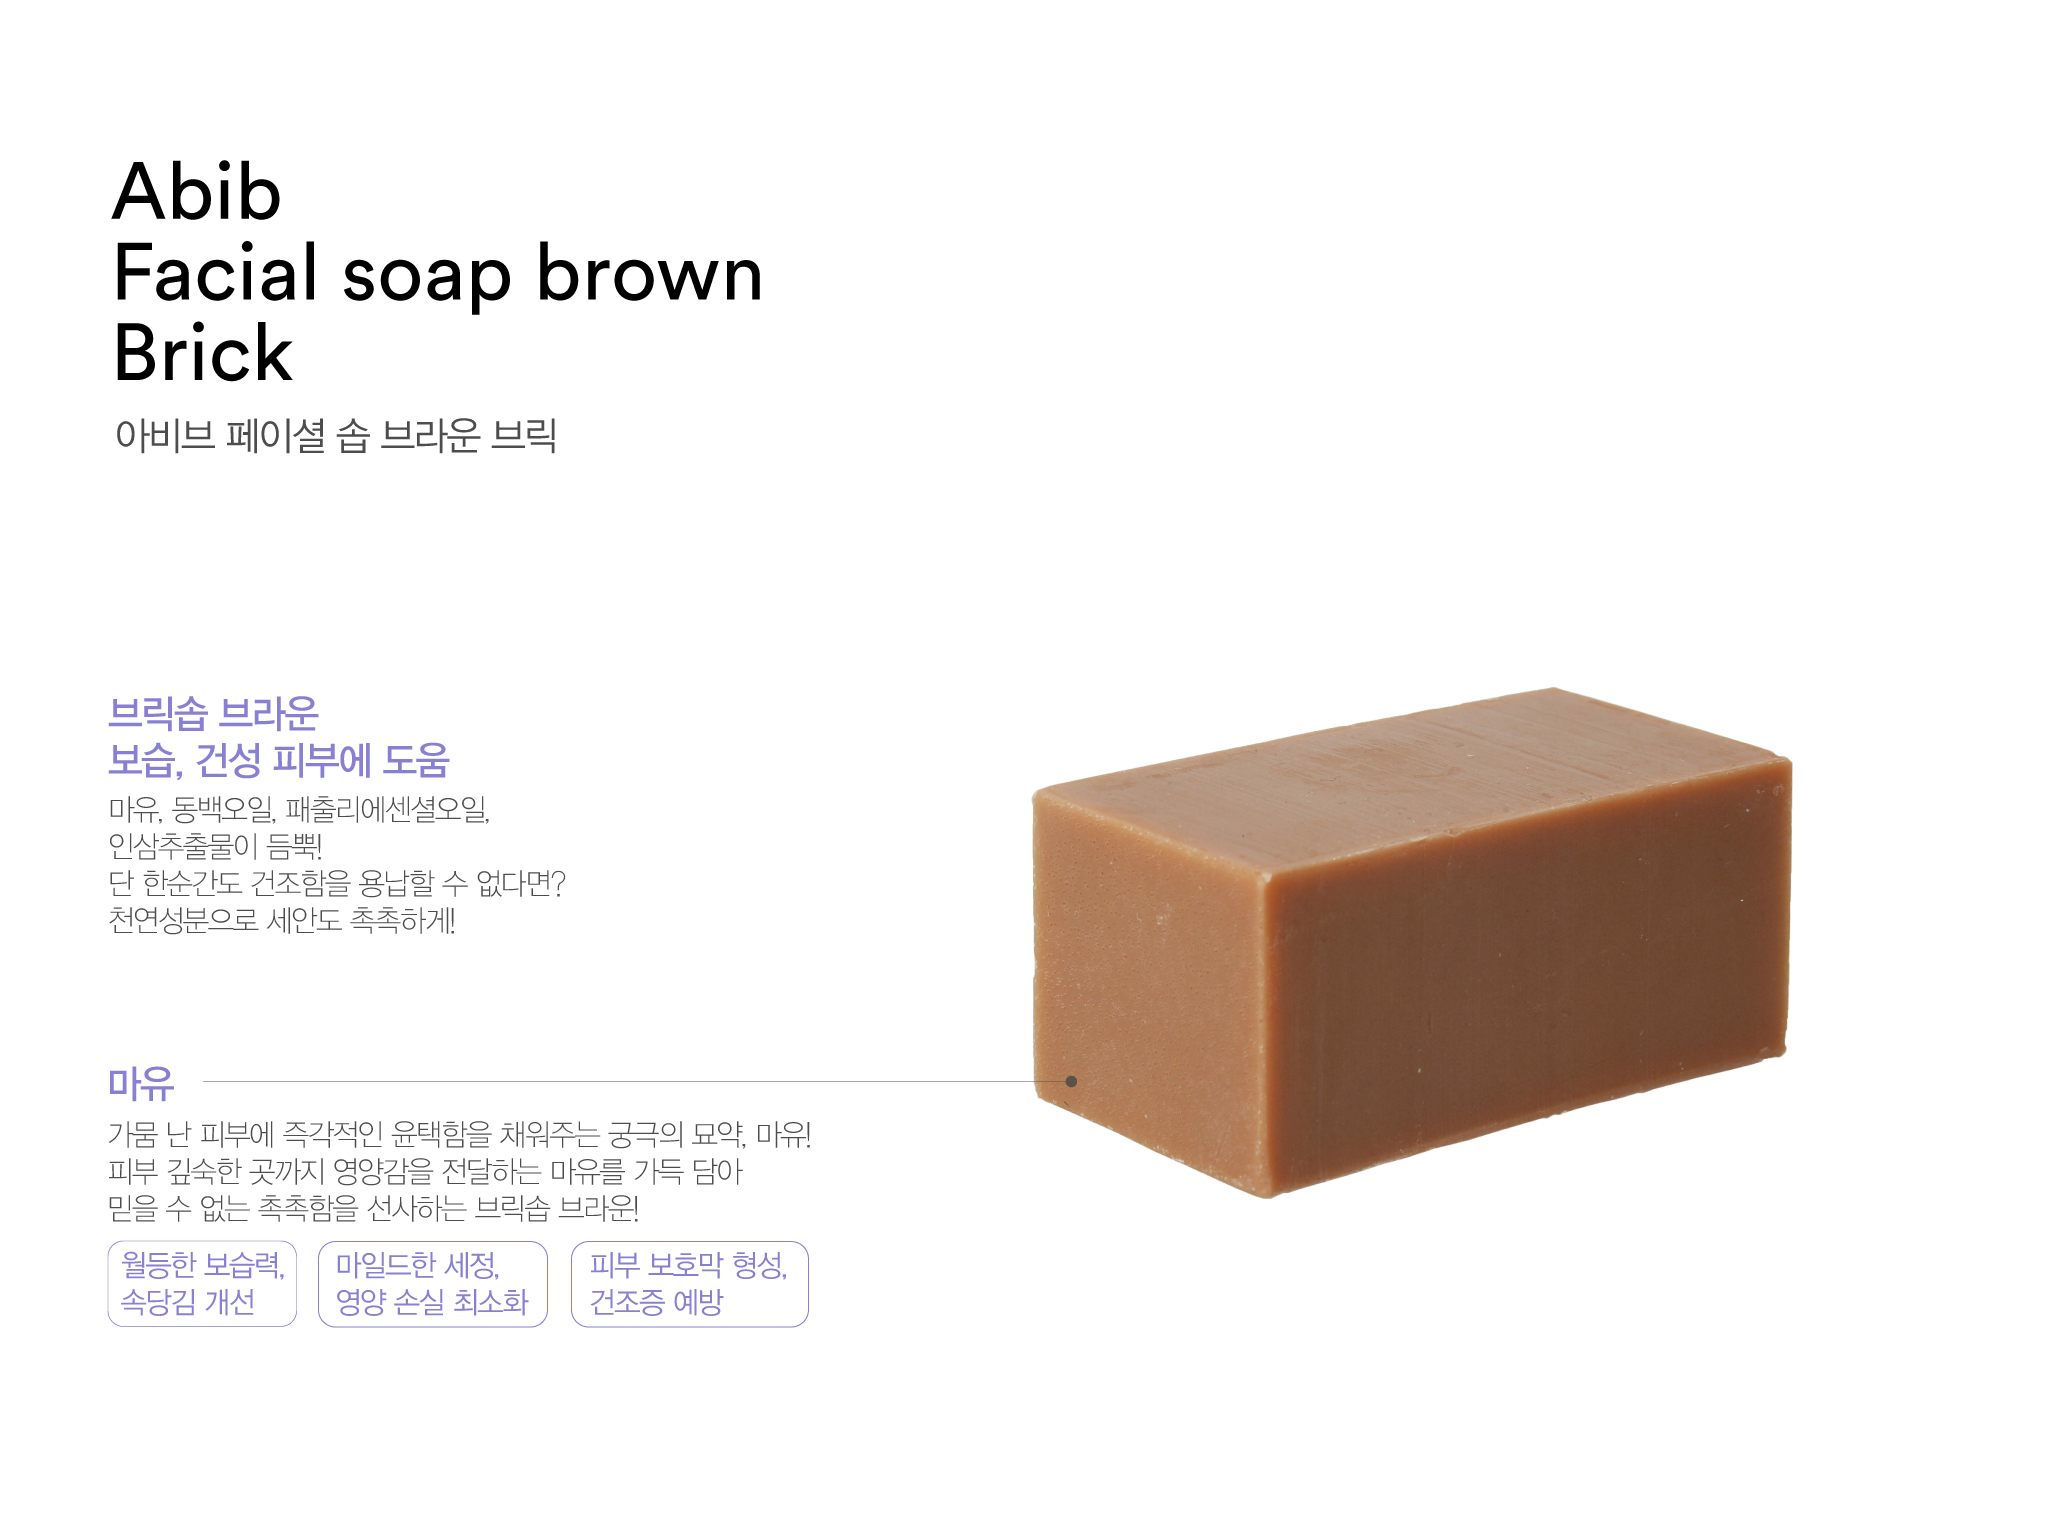 Abib
Facial soap brown
Brick
아비브 페이셜 솝 브라운 브릭
브릭솝 브라운
보습, 건성 피부에 도움
마유, 동백오일, 패출리에센셜오일,
인삼추출물이 듬뿍!
단 한순간도 건조함을 용납할 수 없다면?
천연성분으로 세안도 촉촉하게!
마유
가뭄 난 피부에 즉각적인 윤택함을 채워주는 궁극의 묘약, 마유!
피부 깊숙한 곳까지 영양감을 전달하는 마유를 가득 담아
믿을 수 없는 촉촉함을 선사하는 브릭솝 브라운!
월등한 보습력,
속당김 개선
마일드한 세정,
영양 손실 최소화
피부 보호막 형성,
건조증 예방